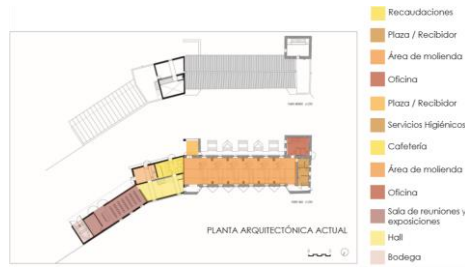 Recaudaciones
Plaza / Recibidor
Área de molienda
Oficina
Plaza / Recibidor
Servicios Higiénicos
Cafetería
Área de molienda
Oficina
Sala de reuniones y
exposiciones
Hall
Bodega
PLANTA ARQUITECTÓNICA ACTUAL